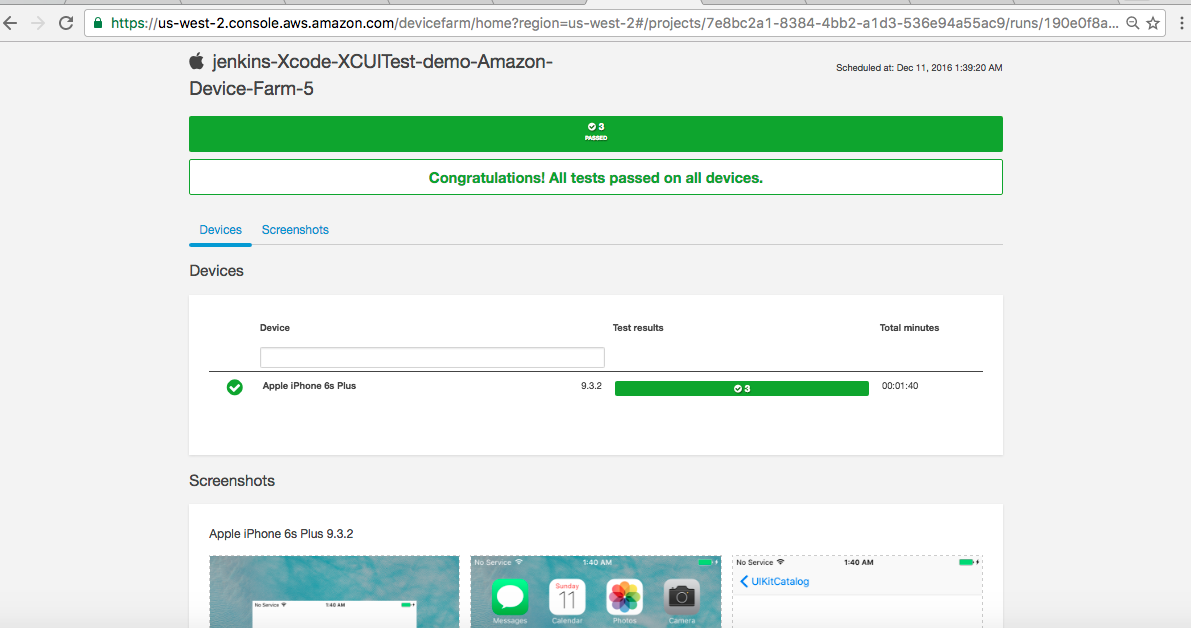 https://us-west-2.console.aws.amazon.com/devicefarm/home?region=us-west-2#/projects/7e8bc2a1-8384-4bb2-a1d3-536e94a55ac9/runs/190e0f8a...
jenkins-Xcode-XCUITest-demo-Amazon-
Device-Farm-5
Scheduled at: Dec 11, 2016 1:39:20 AM
3
PASSED
Congratulations! All tests passed on all devices.
Devices Screenshots
Devices
Device Test results Total minutes
Apple iPhone 6s Plus 9.3.2 3 00:01:40
Screenshots
Apple iPhone 6s Plus 9.3.2
No Service 1:40 AM
No Service 1:40 AM
Sunday
11
Messages Calendar Photos Camera
No Service 1:40 AM
UIKitCatalog